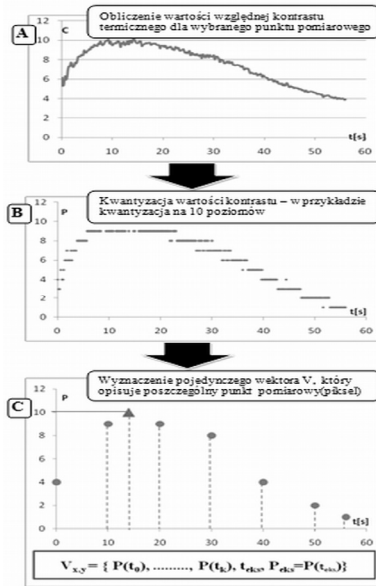 A
Obliczenie wartości względnej kontrastu
termicznego dla wybranego punktu pomiarowego
12 C
10
8
6
4
2
0
t[s]
0 10 20 30 40 50 60
B
Kwantyzacja wartości kontrastu – w przykładzie
kwantyzacja na 10 poziomów
12 P
10
8
6
4
2
0
t[s]
0 10 20 30 40 50 60
C
Wyznaczenie pojedynczego wektora V, który
opisuje poszczególny punkt pomiarowy(piksel)
12 P
10
8
6
4
2
0
t[s]
0 10 20 30 40 50 60
Vx,y = { P(t0), ........, P(tk), teks, Peks=P(teks)}